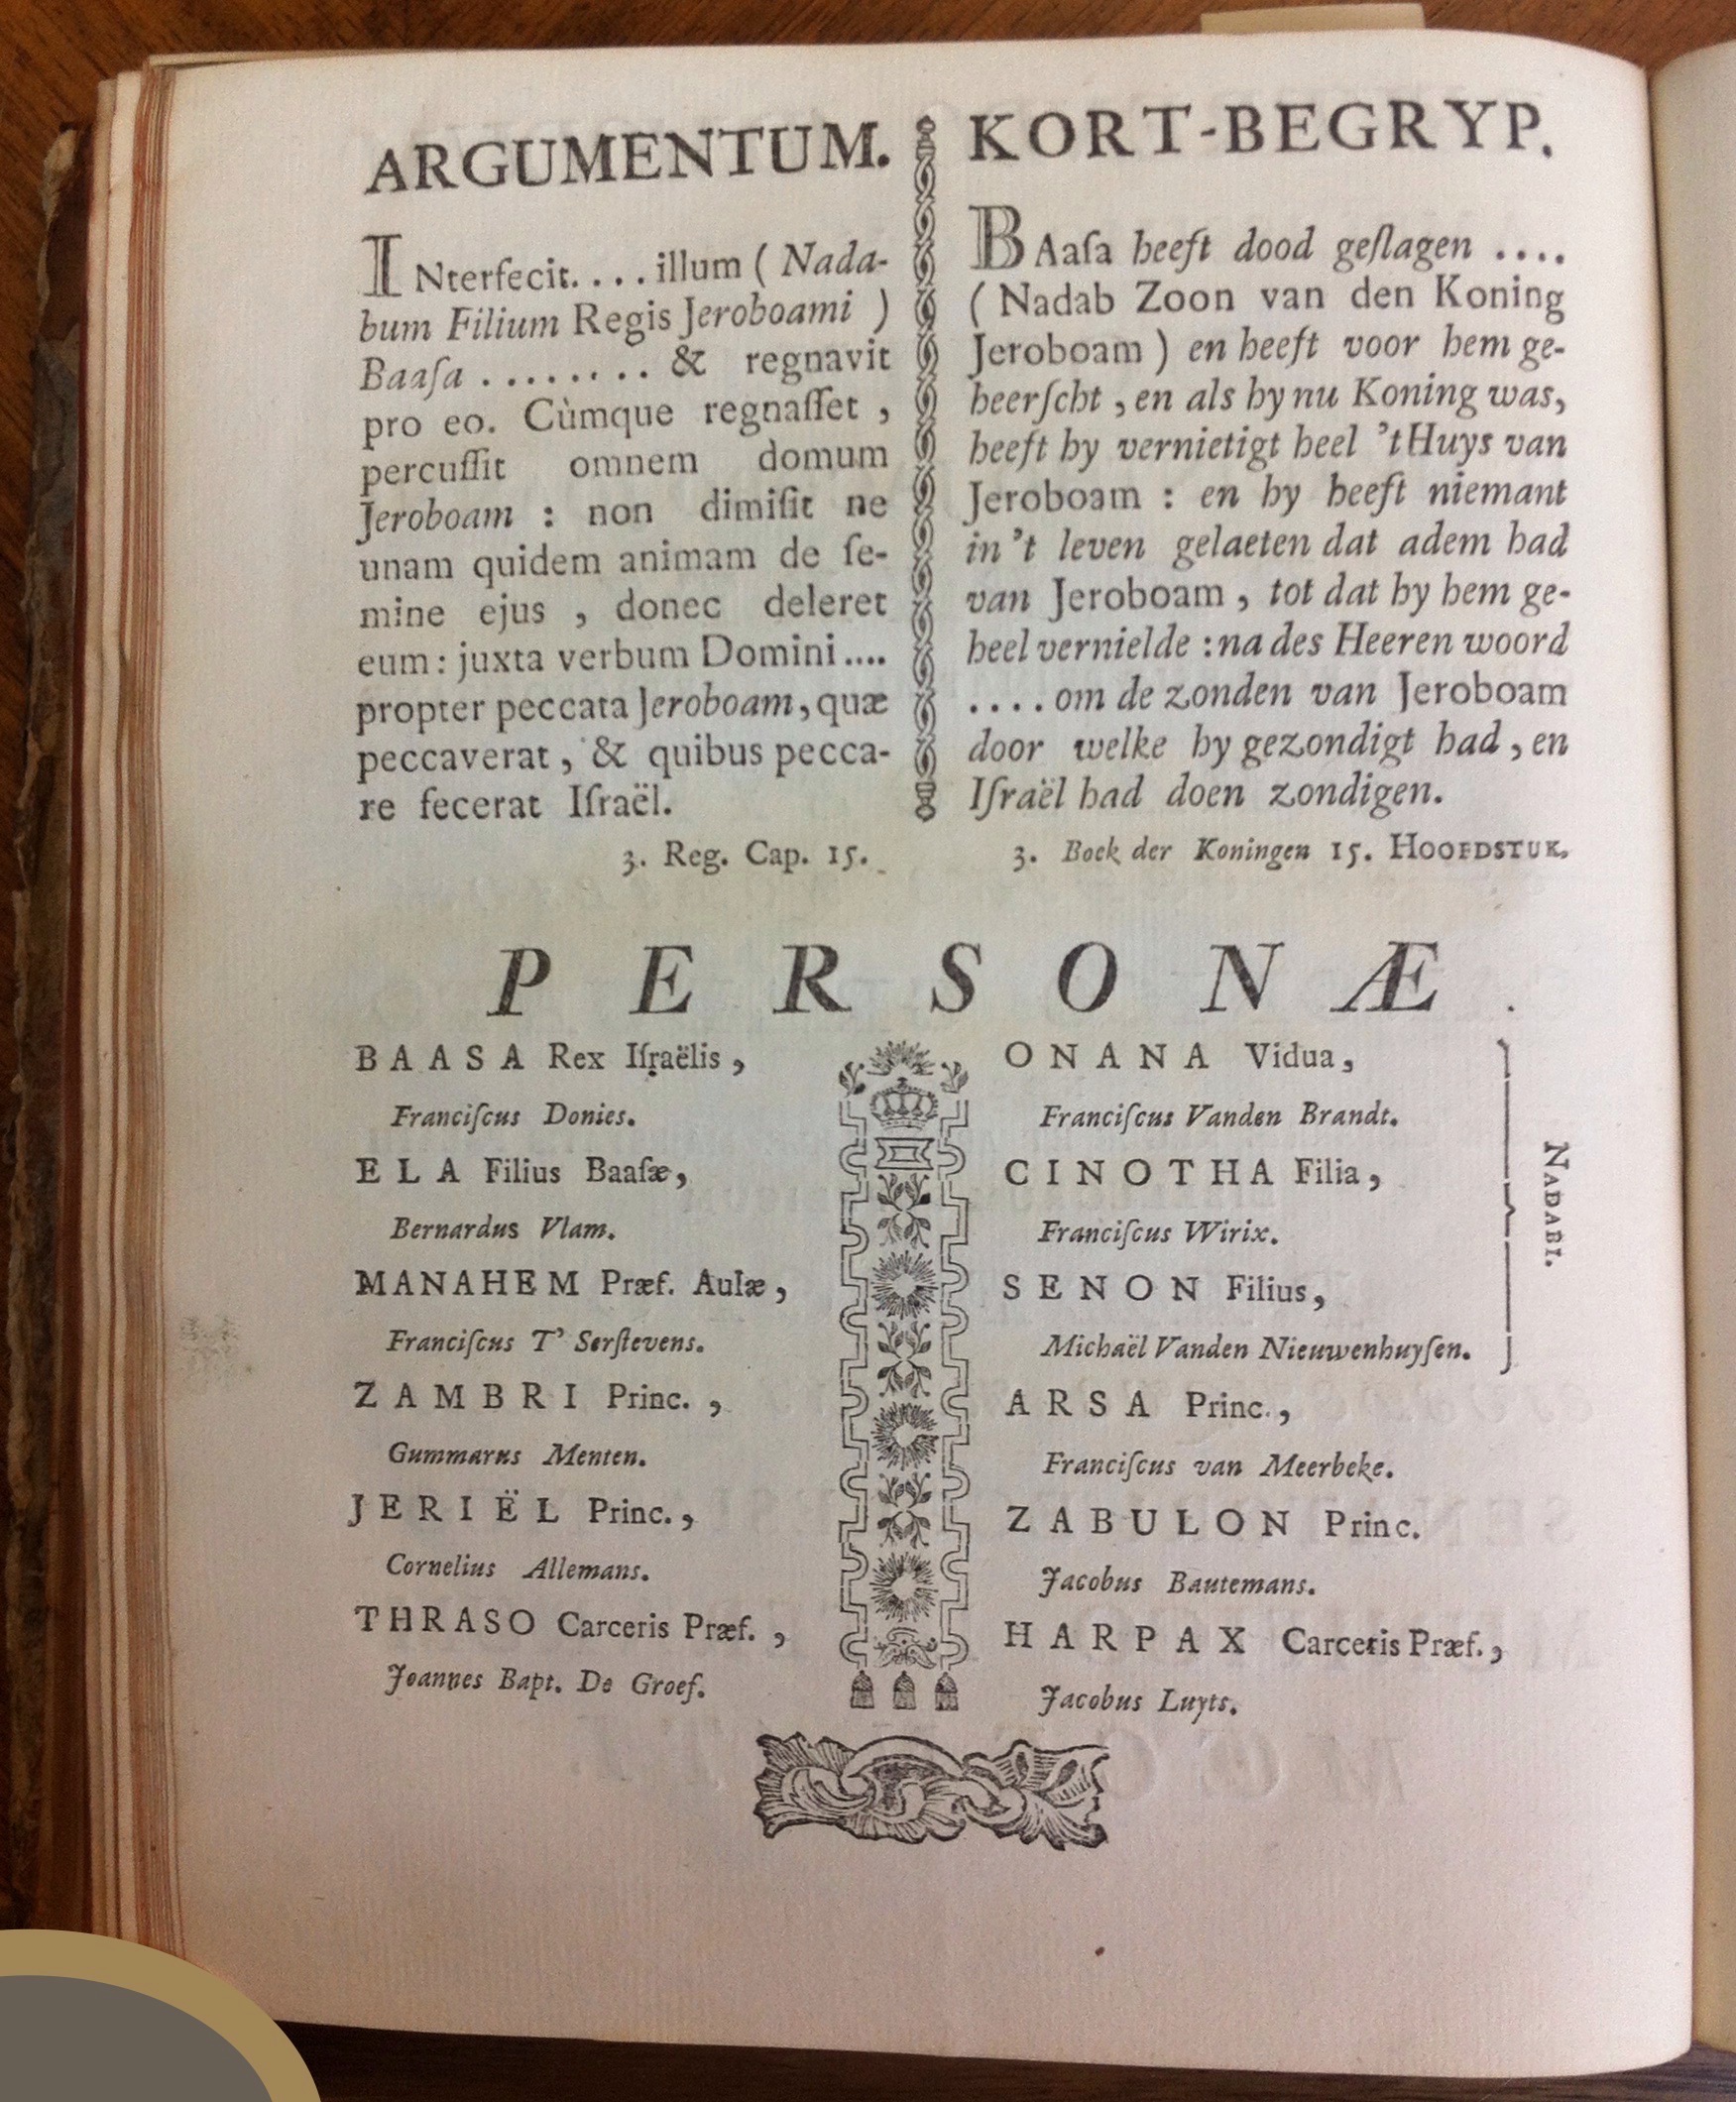 ARGUMENTUM.
INterfecit. . . . illum ( Nada-
bum Filium Regis Jeroboami )
Baaſa . . . . . . . . & regnavit
pro eo. Cùmque regnaſſet ,
percuſſit omnem domum
Jeroboam : non dimiſit ne
unam quidem animam de ſe-
mine ejus , donec deleret
eum : juxta verbum Domini ....
propter peccata Jeroboam, quæ
peccaverat , & quibus pecca-
re fecerat Iſraël.
3. Reg. Cap. 15.
KORT-BEGRYP.
BAaſa heeft dood geſlagen ....
( Nadab Zoon van den Koning
Jeroboam ) en heeft voor hem ge-
heerſcht , en als hy nu Koning was,
heeft hy vernietigt heel 't Huys van
Jeroboam : en hy heeft niemant
in 't leven gelaeten dat adem had
van Jeroboam , tot dat hy hem ge-
heel vernielde : na des Heeren woord
. . . . om de zonden van Jeroboam
door welke hy gezondigt had , en
Iſraël had doen zondigen.
3. Boek der Koningen 15. HOOFDSTUK.
PERSONÆ.
BAASA Rex Iſraëlis ,
Franciſcus Donies.
ELA Filius Baaſæ,
Bernardus Vlam.
MANAHEM Præf. Aulæ ,
Franciſcus T' Serſtevens.
ZAMBRI Princ. ,
Gummarus Menten.
JERIËL Princ. ,
Cornelius Allemans.
THRASO Carceris Præf. ,
Joannes Bapt. De Groef.
ONANA Vidua ,
Franciſcus Vanden Brandt.
CINOTHA Filia ,
Franciſcus Wirix.
SENON Filius ,
Michaël Vanden Nieuwenhuyſen.
NADABI.
ARSA Princ. ,
Franciſcus van Meerbeke.
ZABULON Princ.
Jacobus Bautemans.
HARPAX Carceris Præf. ,
Jacobus Luyts.